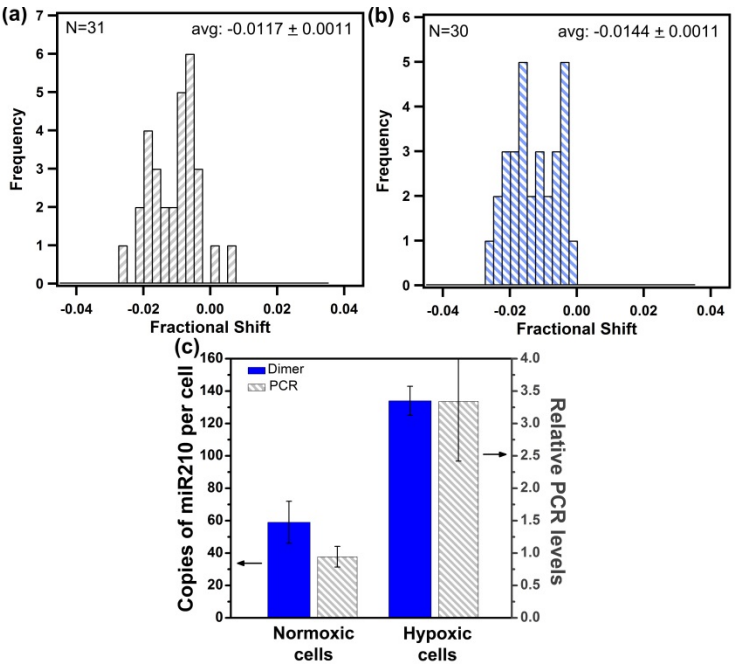 (a)
N=31
avg: -0.0117 ± 0.0011
7
6
5
4
3
2
1
0
Frequency
-0.04
-0.02
0.00
0.02
0.04
Fractional Shift
(b)
N=30
avg: -0.0144 ± 0.0011
6
5
4
3
2
1
0
Frequency
-0.04
-0.02
0.00
0.02
0.04
Fractional Shift
(c)
Dimer
PCR
160
140
120
100
80
60
40
20
0
Copies of miR210 per cell
4.0
3.5
3.0
2.5
2.0
1.5
1.0
0.5
0.0
Relative PCR levels
Normoxic
cells
Hypoxic
cells